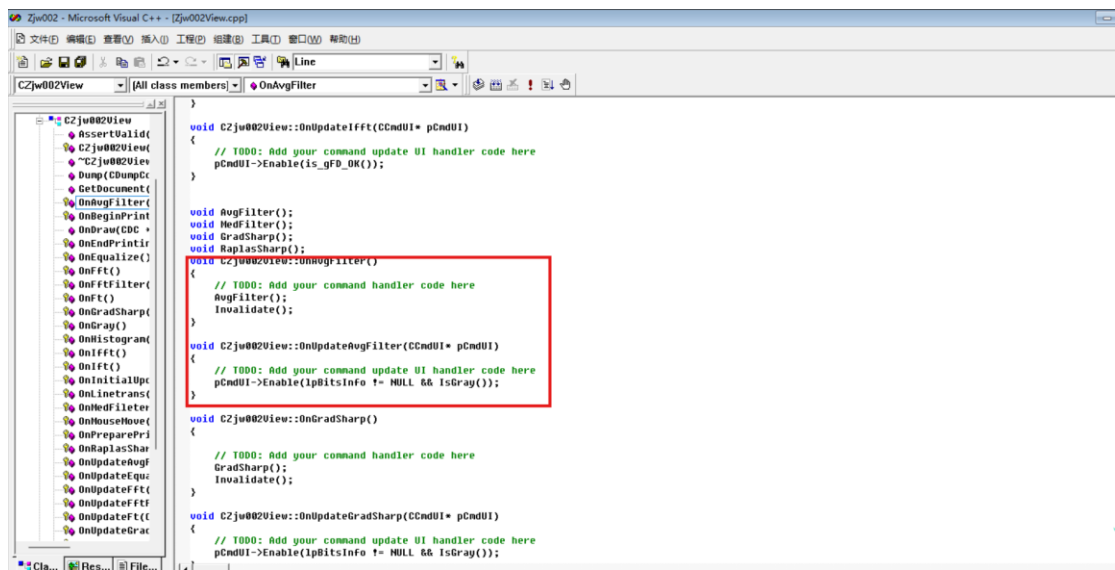 Zjw002 - Microsoft Visual C++ - [Zjw002View.cpp]
文件(F) 编辑(E) 查看(V) 插入(I) 工程(P) 组建(B) 工具(T) 窗口(W) 帮助(H)
Line
CZjw002View [All class members] OnAvgFilter
CZjw002View
AssertValid(
CZjw002View(
~CZjw002View
Dump(CDumpCo
GetDocument(
OnAvgFilter(
OnBeginPrint
OnDraw(CDC *
OnEndPrintin
OnEqualize()
OnFft()
OnFftFilter(
OnFt()
OnGradSharp(
OnGray()
OnHistogram(
OnIfft()
OnIft()
OnInitialUpd
OnLinetrans(
OnMedFileter
OnMouseMove(
OnPreparePri
OnRaplasShar
OnUpdateAvgF
OnUpdateEqua
OnUpdateFft(
OnUpdateFftF
OnUpdateFt(C
OnUpdateGrad
Cla... Res... File...
}
void CZjw002View::OnUpdateIfft(CCmdUI* pCmdUI)
{
// TODO: Add your command update UI handler code here
pCmdUI->Enable(is_gFD_OK());
}
void AvgFilter();
void MedFilter();
void GradSharp();
void RaplasSharp();
void CZjw002View::OnAvgFilter()
{
// TODO: Add your command handler code here
AvgFilter();
Invalidate();
}
void CZjw002View::OnUpdateAvgFilter(CCmdUI* pCmdUI)
{
// TODO: Add your command update UI handler code here
pCmdUI->Enable(lpBitsInfo != NULL && IsGray());
}
void CZjw002View::OnGradSharp()
{
// TODO: Add your command handler code here
GradSharp();
Invalidate();
}
void CZjw002View::OnUpdateGradSharp(CCmdUI* pCmdUI)
{
// TODO: Add your command update UI handler code here
pCmdUI->Enable(lpBitsInfo != NULL && IsGray());